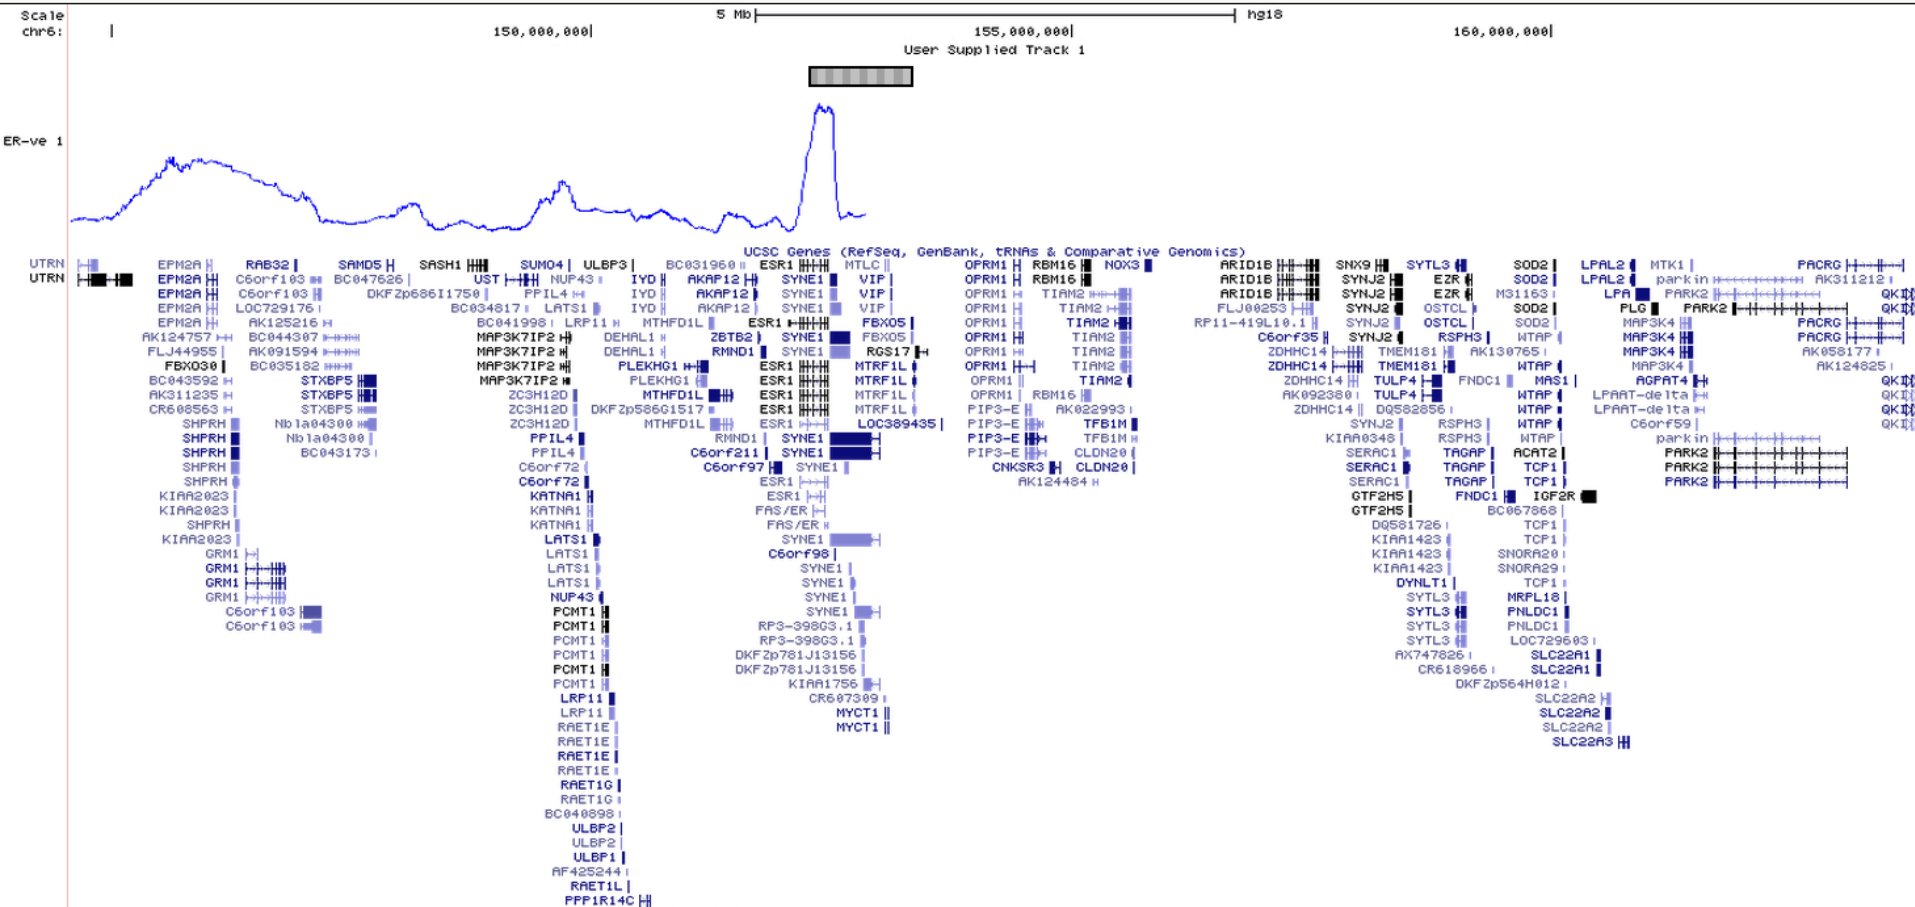 Scale 5 Mb hg18
chr6: 150,000,000 155,000,000 160,000,000
User Supplied Track 1
ER-ve 1
UCSC Genes (RefSeq, GenBank, tRNAs & Comparative Genomics)
UTRN EPM2A RAB32 SAMD5 SASH1 SUMO4 ULBP3 BC031960 ESR1 MTLC OPRM1 RBM16 NOX3 ARID1B SNX9 SYTL3 SOD2 LPAL2 MTK1 PACRG
UTRN EPM2A C6orf103 BC047626 UST NUP43 IYD AKAP12 SYNE1 VIP OPRM1 RBM16 ARID1B SYNJ2 EZR SOD2 LPAL2 parkin AK311212
EPM2A C6orf103 DKFZp686I1750 PPIL4 IYD AKAP12 SYNE1 VIP OPRM1 TIAM2 ARID1B SYNJ2 EZR M31163 LPA PARK2 QKI
EPM2A LOC729176 BC034817 LATS1 IYD AKAP12 SYNE1 VIP OPRM1 TIAM2 FLJ00253 SYNJ2 OSTCL SOD2 PLG PARK2 QKI
EPM2A AK125216 BC041998 LRP11 MTHFD1L ESR1 FBXO5 OPRM1 TIAM2 RP11-419L10.1 SYNJ2 OSTCL SOD2 MAP3K4 PACRG
AK124757 BC044307 MAP3K7IP2 DEHAL1 ZBTB2 SYNE1 FBXO5 OPRM1 TIAM2 C6orf35 SYNJ2 RSPH3 WTAP MAP3K4 PACRG
FLJ44955 AK091594 MAP3K7IP2 DEHAL1 RMND1 SYNE1 RGS17 OPRM1 TIAM2 ZDHHC14 TMEM181 AK130765 MAP3K4 AK058177
FBXO30 BC035182 MAP3K7IP2 PLEKHG1 ESR1 MTRF1L OPRM1 TIAM2 ZDHHC14 TMEM181 WTAP MAP3K4 AK124825
BC043592 STXBP5 MAP3K7IP2 PLEKHG1 ESR1 MTRF1L OPRM1 TIAM2 ZDHHC14 TULP4 FNDC1 MAS1 AGPAT4 QKI
AK311235 STXBP5 ZC3H12D MTHFD1L ESR1 MTRF1L OPRM1 RBM16 AK092380 TULP4 WTAP LPAAT-delta QKI
CR608563 STXBP5 ZC3H12D DKFZp586G1517 ESR1 MTRF1L PIP3-E AK022993 ZDHHC14 DQ582856 WTAP LPAAT-delta QKI
SHPRH Nbla04300 ZC3H12D MTHFD1L ESR1 LOC389435 PIP3-E TFB1M SYNJ2 RSPH3 WTAP C6orf59 QKI
SHPRH Nbla04300 PPIL4 RMND1 SYNE1 PIP3-E TFB1M KIAA0348 RSPH3 WTAP parkin
SHPRH BC043173 PPIL4 C6orf211 SYNE1 PIP3-E CLDN20 SERAC1 TAGAP ACAT2 PARK2
SHPRH C6orf72 C6orf97 SYNE1 CNKSR3 CLDN20 SERAC1 TAGAP TCP1 PARK2
SHPRH C6orf72 ESR1 AK124484 SERAC1 TAGAP TCP1 PARK2
KIAA2023 KATNA1 ESR1 GTF2H5 FNDC1 IGF2R
KIAA2023 KATNA1 FAS/ER GTF2H5 BC067868
SHPRH KATNA1 FAS/ER DQ581726 TCP1
KIAA2023 LATS1 SYNE1 KIAA1423 TCP1
GRM1 LATS1 C6orf98 KIAA1423 SNORA20
GRM1 LATS1 SYNE1 KIAA1423 SNORA29
GRM1 LATS1 SYNE1 DYNLT1 TCP1
GRM1 NUP43 SYNE1 SYTL3 MRPL18
C6orf103 PCMT1 SYNE1 SYTL3 PNLDC1
C6orf103 PCMT1 RP3-398G3.1 SYTL3 PNLDC1
PCMT1 RP3-398G3.1 SYTL3 LOC729603
PCMT1 DKFZp781J13156 AX747826 SLC22A1
PCMT1 DKFZp781J13156 CR618966 SLC22A1
PCMT1 KIAA1756 DKFZp564H012
LRP11 CR607309 SLC22A2
LRP11 MYCT1 SLC22A2
RAET1E MYCT1 SLC22A2
RAET1E SLC22A3
RAET1E
RAET1E
RAET1G
RAET1G
BC040898
ULBP2
ULBP2
ULBP1
AF425244
RAET1L
PPP1R14C